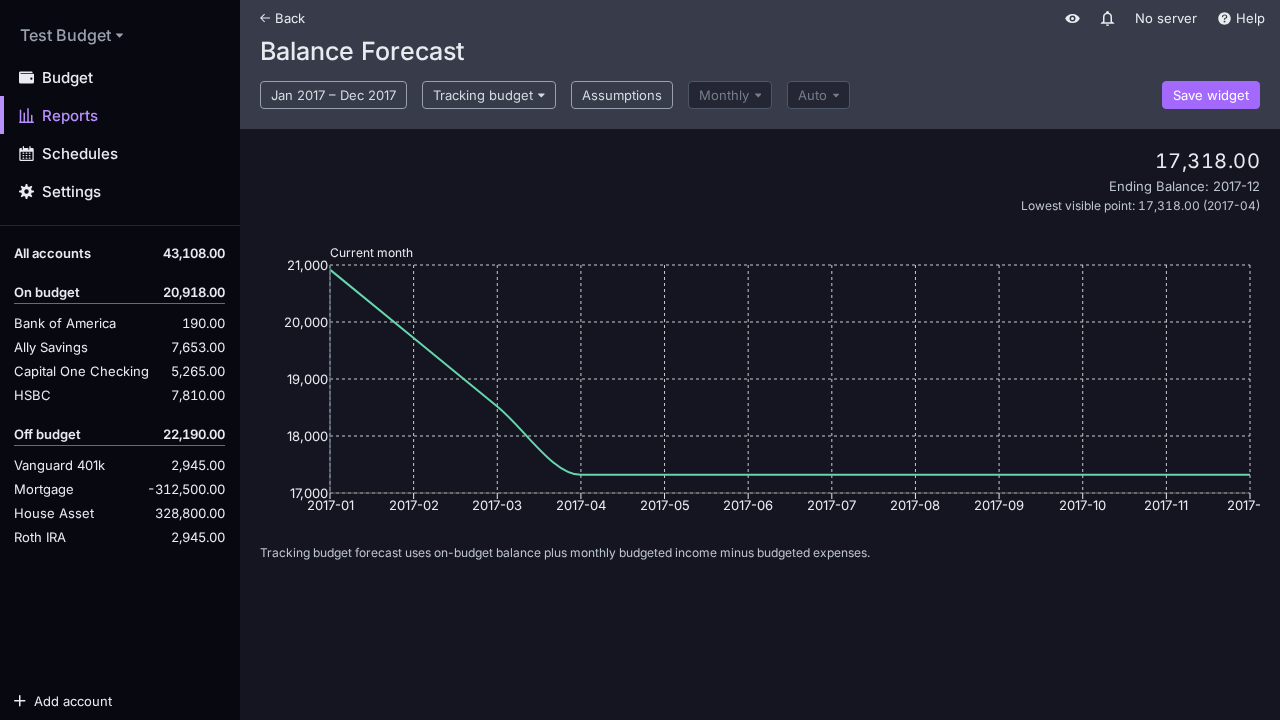 Test Budget
Budget
Reports
Schedules
Settings
All accounts 43,108.00
On budget 20,918.00
Bank of America 190.00
Ally Savings 7,653.00
Capital One Checking 5,265.00
HSBC 7,810.00
Off budget 22,190.00
Vanguard 401k 2,945.00
Mortgage -312,500.00
House Asset 328,800.00
Roth IRA 2,945.00
Add account
Back
No server
Help
Balance Forecast
Jan 2017 – Dec 2017
Tracking budget
Assumptions
Monthly
Auto
Save widget
17,318.00
Ending Balance: 2017-12
Lowest visible point: 17,318.00 (2017-04)
Current month
21,000
20,000
19,000
18,000
17,000
2017-01 2017-02 2017-03 2017-04 2017-05 2017-06 2017-07 2017-08 2017-09 2017-10 2017-11 2017-
Tracking budget forecast uses on-budget balance plus monthly budgeted income minus budgeted expenses.